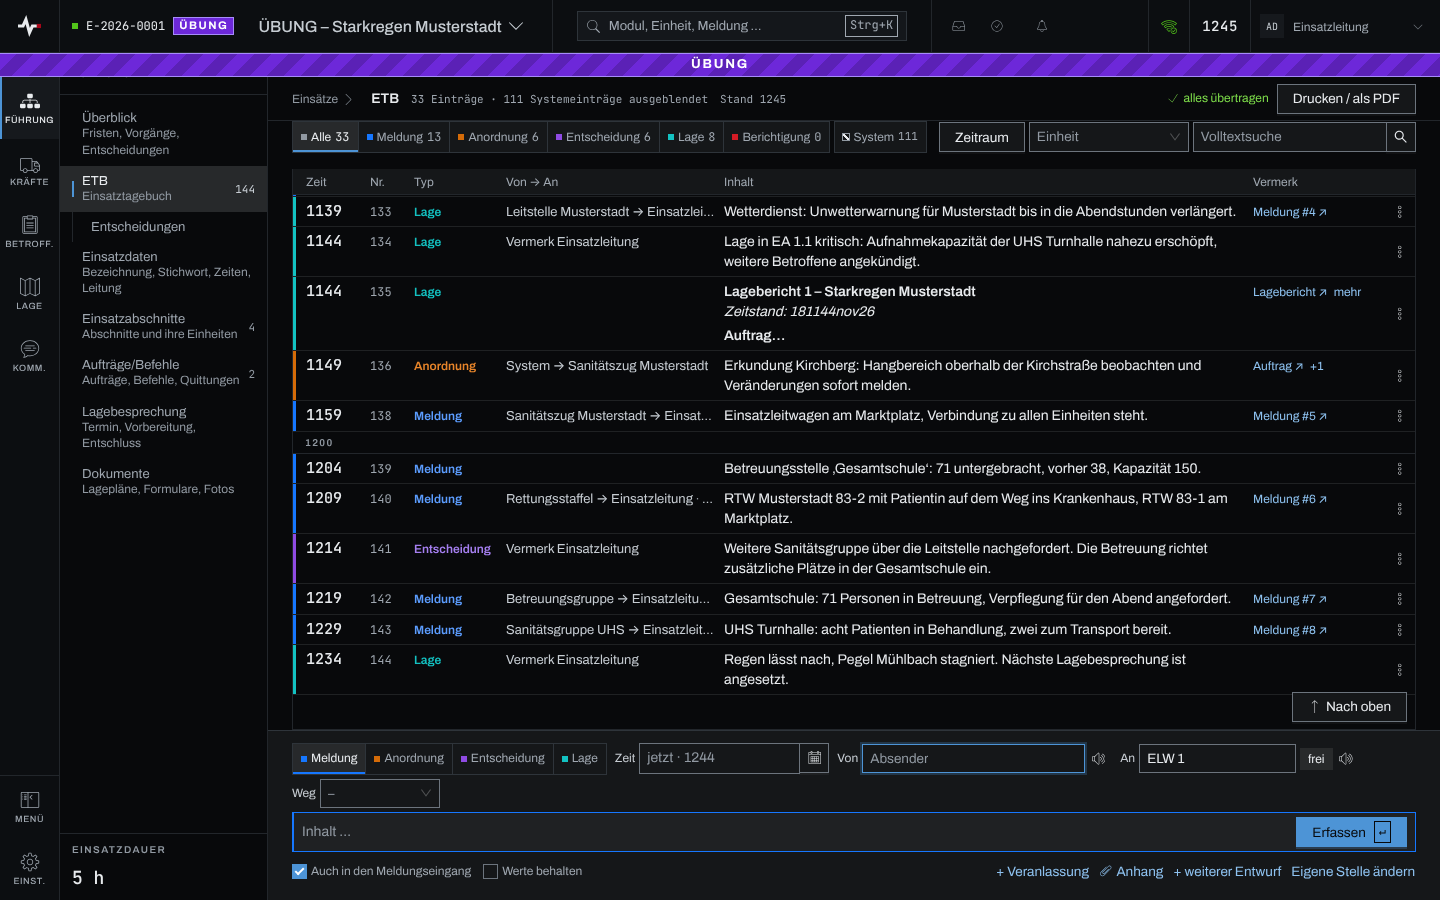 E-2026-0001 ÜBUNG ÜBUNG – Starkregen Musterstadt Modul, Einheit, Meldung ... Strg+K 1245 AD Einsatzleitung
ÜBUNG
FÜHRUNG
KRÄFTE
BETROFF.
LAGE
KOMM.
MENÜ
EINST.
Überblick
Fristen, Vorgänge,
Entscheidungen
ETB
Einsatztagebuch 144
Entscheidungen
Einsatzdaten
Bezeichnung, Stichwort, Zeiten,
Leitung
Einsatzabschnitte
Abschnitte und ihre Einheiten 4
Aufträge/Befehle
Aufträge, Befehle, Quittungen 2
Lagebesprechung
Termin, Vorbereitung,
Entschluss
Dokumente
Lagepläne, Formulare, Fotos
EINSATZDAUER
5 h
Einsätze ETB 33 Einträge · 111 Systemeinträge ausgeblendet Stand 1245 alles übertragen Drucken / als PDF
Alle 33 Meldung 13 Anordnung 6 Entscheidung 6 Lage 8 Berichtigung 0 System 111 Zeitraum Einheit Volltextsuche
Zeit Nr. Typ Von → An Inhalt Vermerk
1139 133 Lage Leitstelle Musterstadt → Einsatzlei... Wetterdienst: Unwetterwarnung für Musterstadt bis in die Abendstunden verlängert. Meldung #4 ↗
1144 134 Lage Vermerk Einsatzleitung Lage in EA 1.1 kritisch: Aufnahmekapazität der UHS Turnhalle nahezu erschöpft,
weitere Betroffene angekündigt.
1144 135 Lage Lagebericht 1 – Starkregen Musterstadt Lagebericht ↗ mehr
Zeitstand: 181144nov26
Auftrag...
1149 136 Anordnung System → Sanitätszug Musterstadt Erkundung Kirchberg: Hangbereich oberhalb der Kirchstraße beobachten und Auftrag ↗ +1
Veränderungen sofort melden.
1159 138 Meldung Sanitätszug Musterstadt → Einsat... Einsatzleitwagen am Marktplatz, Verbindung zu allen Einheiten steht. Meldung #5 ↗
1200
1204 139 Meldung Betreuungsstelle ‚Gesamtschule‘: 71 untergebracht, vorher 38, Kapazität 150.
1209 140 Meldung Rettungsstaffel → Einsatzleitung · ... RTW Musterstadt 83-2 mit Patientin auf dem Weg ins Krankenhaus, RTW 83-1 am Meldung #6 ↗
Marktplatz.
1214 141 Entscheidung Vermerk Einsatzleitung Weitere Sanitätsgruppe über die Leitstelle nachgefordert. Die Betreuung richtet
zusätzliche Plätze in der Gesamtschule ein.
1219 142 Meldung Betreuungsgruppe → Einsatzleitu... Gesamtschule: 71 Personen in Betreuung, Verpflegung für den Abend angefordert. Meldung #7 ↗
1229 143 Meldung Sanitätsgruppe UHS → Einsatzleit... UHS Turnhalle: acht Patienten in Behandlung, zwei zum Transport bereit. Meldung #8 ↗
1234 144 Lage Vermerk Einsatzleitung Regen lässt nach, Pegel Mühlbach stagniert. Nächste Lagebesprechung ist
angesetzt.
↑ Nach oben
Meldung Anordnung Entscheidung Lage Zeit jetzt · 1244 Von Absender An ELW 1 frei
Weg –
Inhalt ... Erfassen ↵
Auch in den Meldungseingang Werte behalten + Veranlassung Anhang + weiterer Entwurf Eigene Stelle ändern